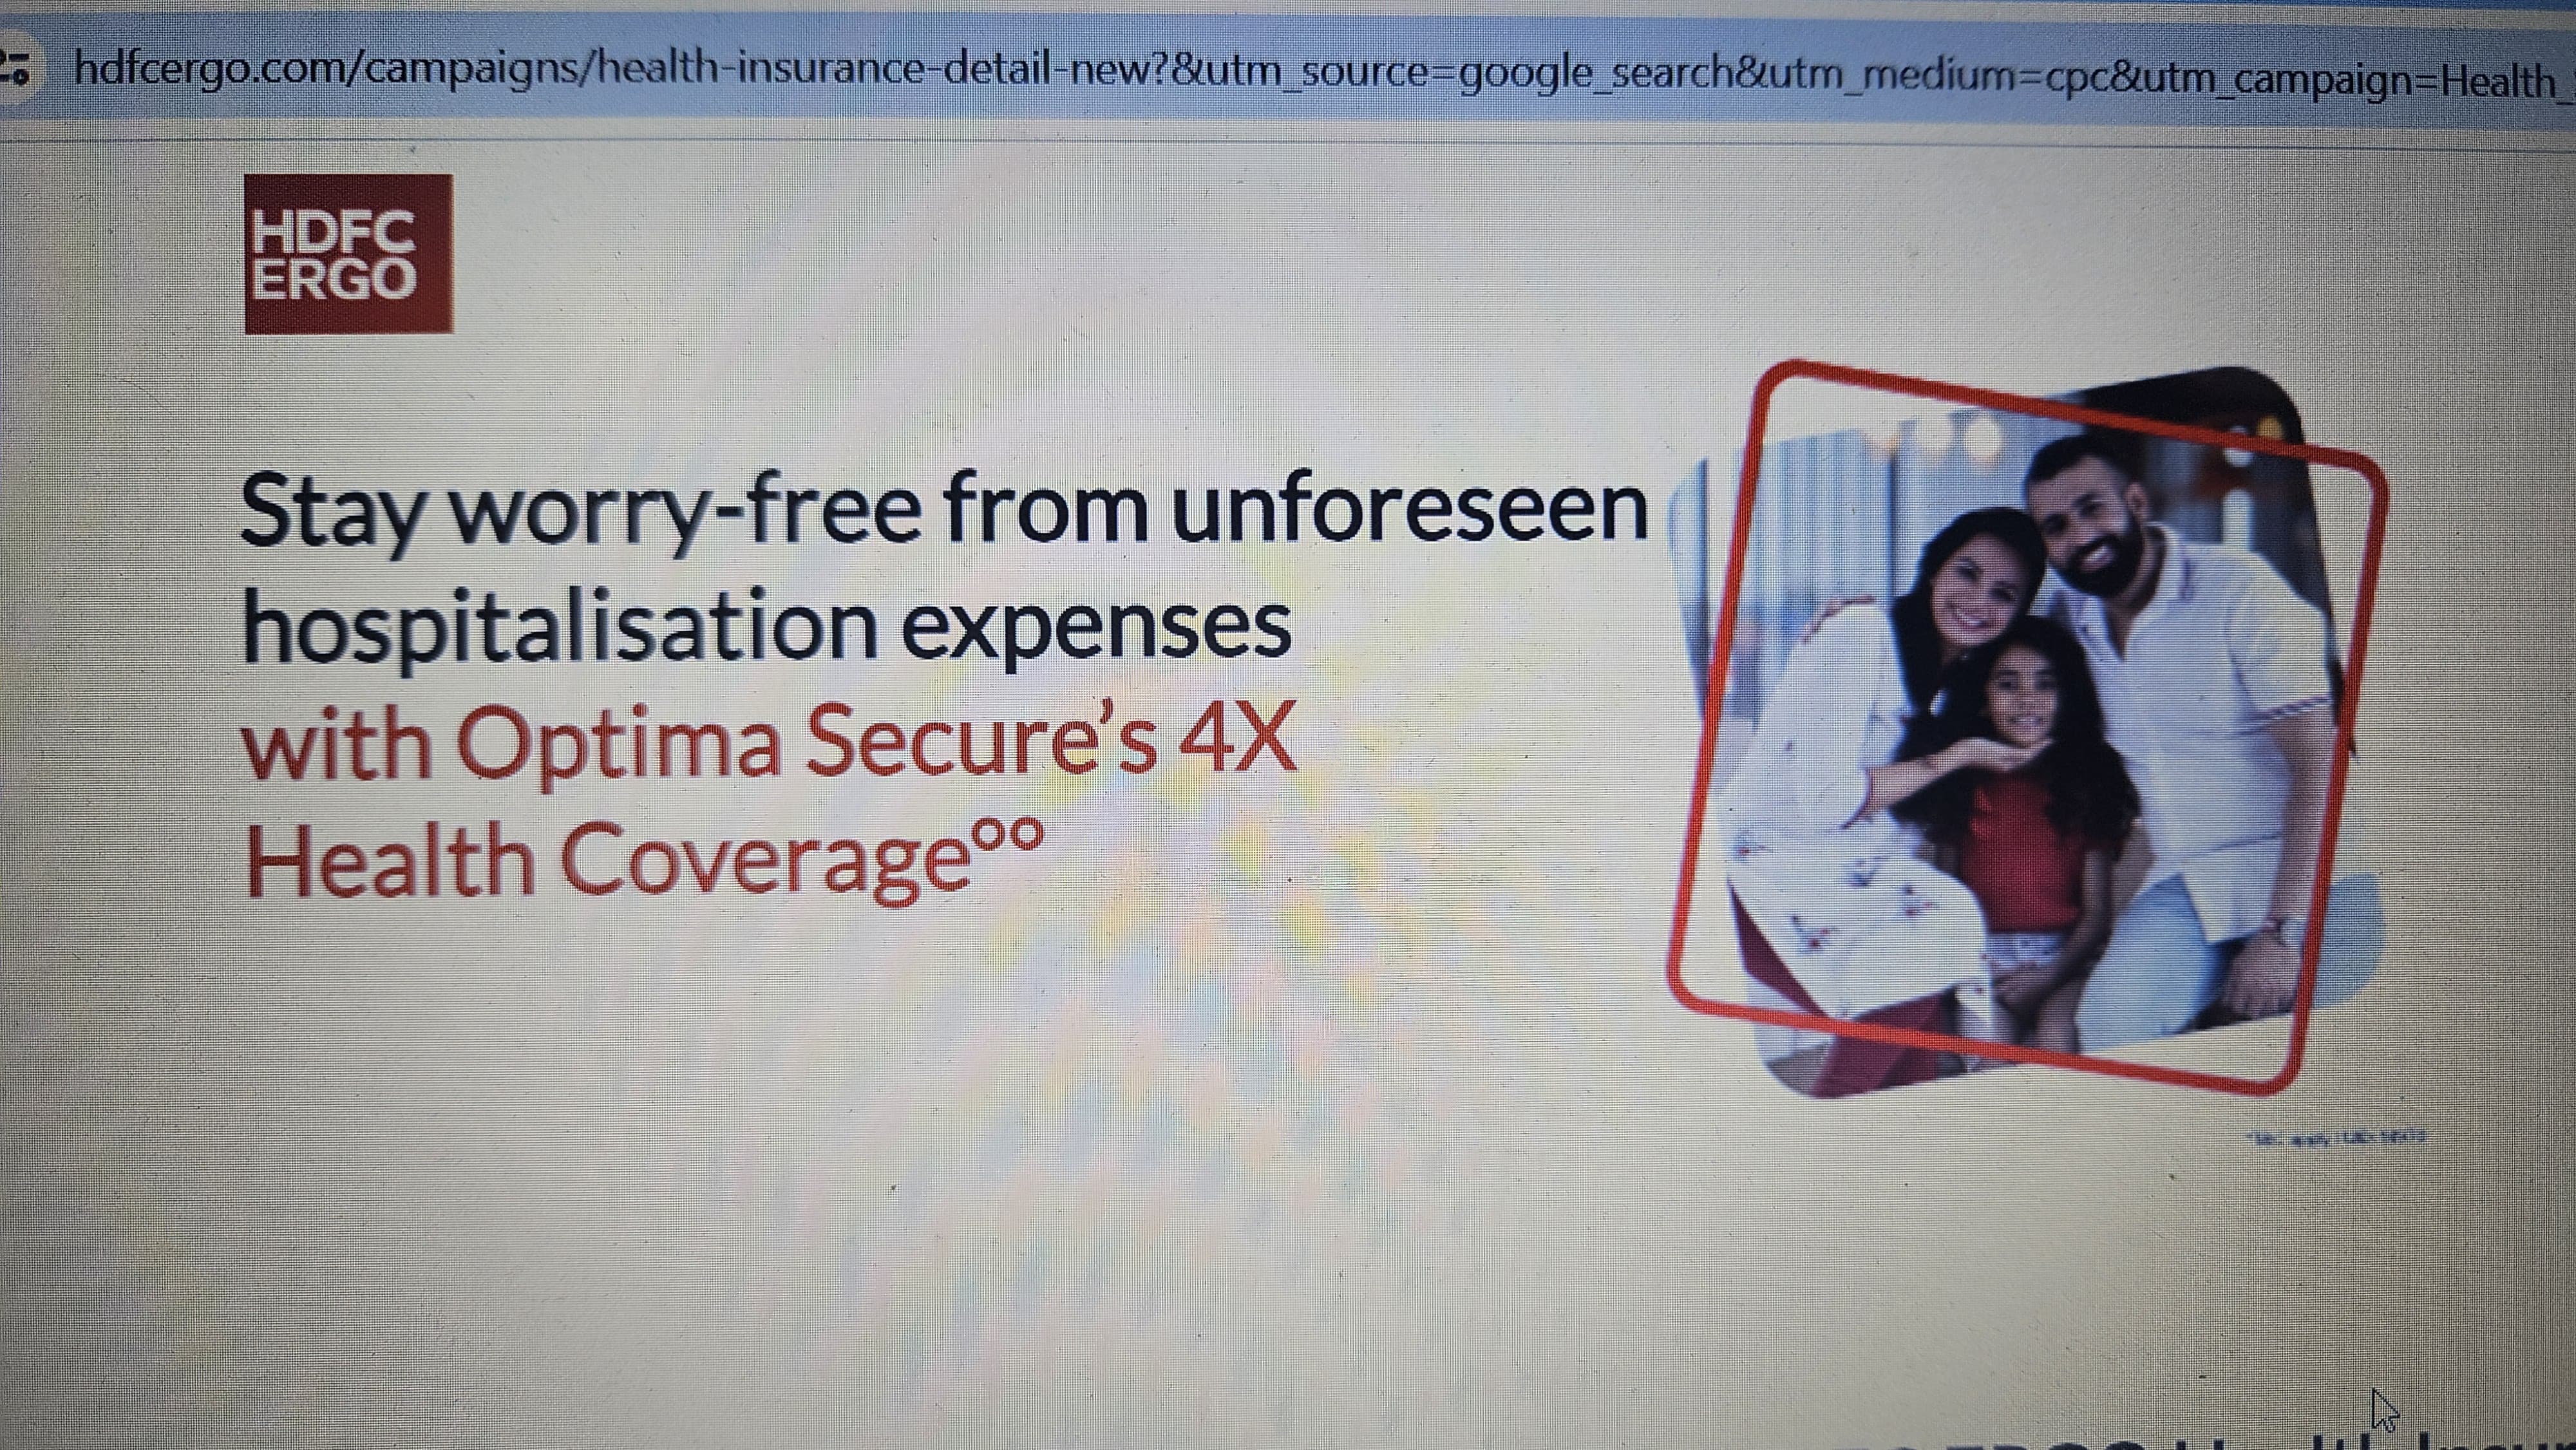 hdfcergo.com/campaigns/health-insurance-detail-new?&utm_source=google_search&utm_medium=cpc&utm_campaign=Health_
HDFC
ERGO
Stay worry-free from unforeseen
hospitalisation expenses
with Optima Secure's 4X
Health Coverage°°